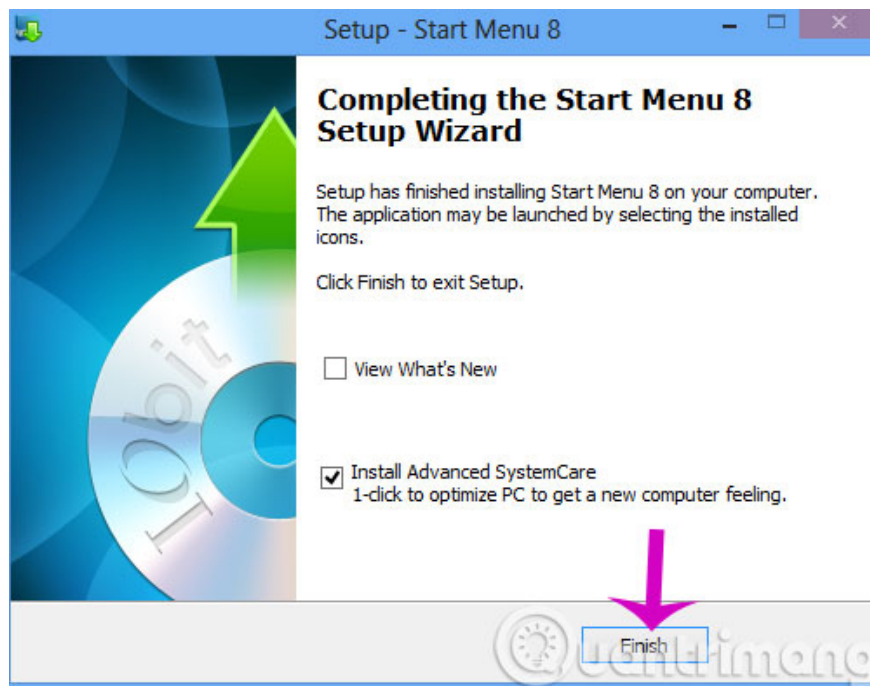 Setup - Start Menu 8
Completing the Start Menu 8
Setup Wizard
Setup has finished installing Start Menu 8 on your computer.
The application may be launched by selecting the installed
icons.
Click Finish to exit Setup.
View What's New
IObit
Install Advanced SystemCare
1-click to optimize PC to get a new computer feeling.
Finish
Quantrimang